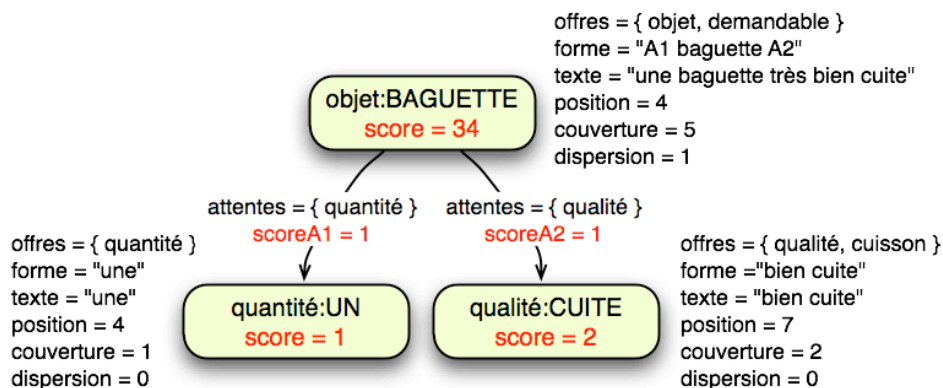 offres = { objet, demandable }
forme = "A1 baguette A2"
texte = "une baguette très bien cuite"
position = 4
couverture = 5
dispersion = 1
objet:BAGUETTE
score = 34
attentes = { quantité }
scoreA1 = 1
attentes = { qualité }
scoreA2 = 1
offres = { quantité }
forme = "une"
texte = "une"
position = 4
couverture = 1
dispersion = 0
quantité:UN
score = 1
qualité:CUITE
score = 2
offres = { qualité, cuisson }
forme ="bien cuite"
texte = "bien cuite"
position = 7
couverture = 2
dispersion = 0